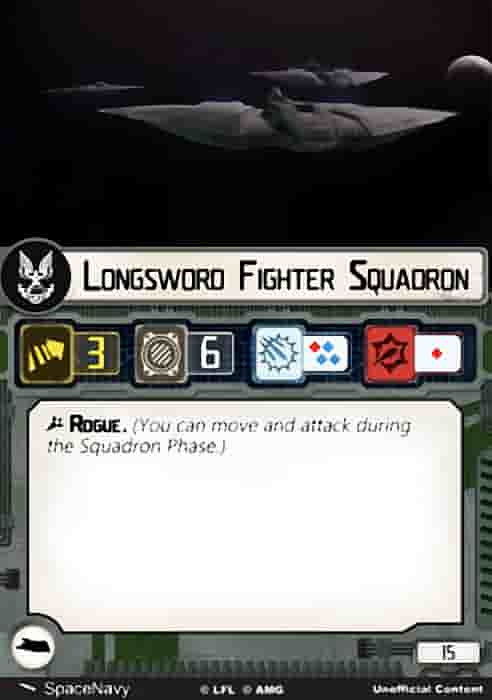 Longsword Fighter Squadron
3 6
Rogue. (You can move and attack during
the Squadron Phase.)
15
SpaceNavy © LFL © AMG Unofficial Content